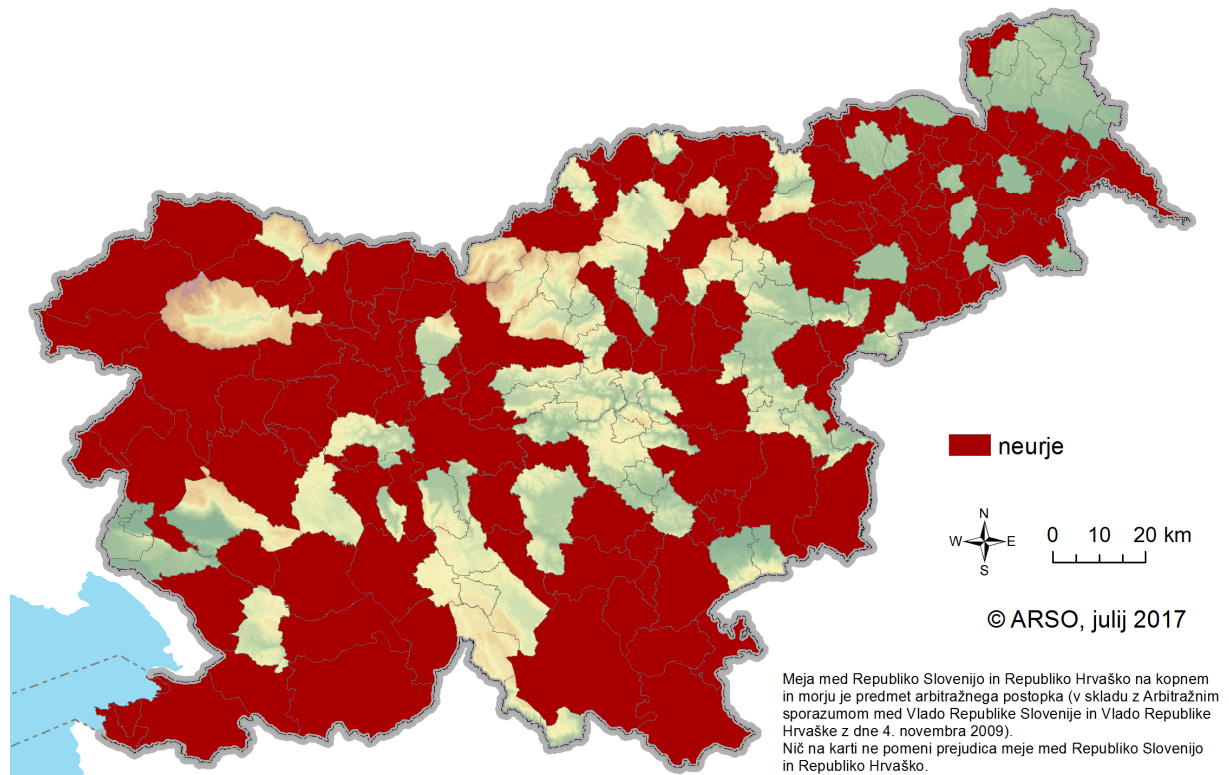 neurje
N
W E
S
0 10 20 km
© ARSO, julij 2017
Meja med Republiko Slovenijo in Republiko Hrvaško na kopnem
in morju je predmet arbitražnega postopka (v skladu z Arbitražnim
sporazumom med Vlado Republike Slovenije in Vlado Republike
Hrvaške z dne 4. novembra 2009).
Nič na karti ne pomeni prejudica meje med Republiko Slovenijo
in Republiko Hrvaško.